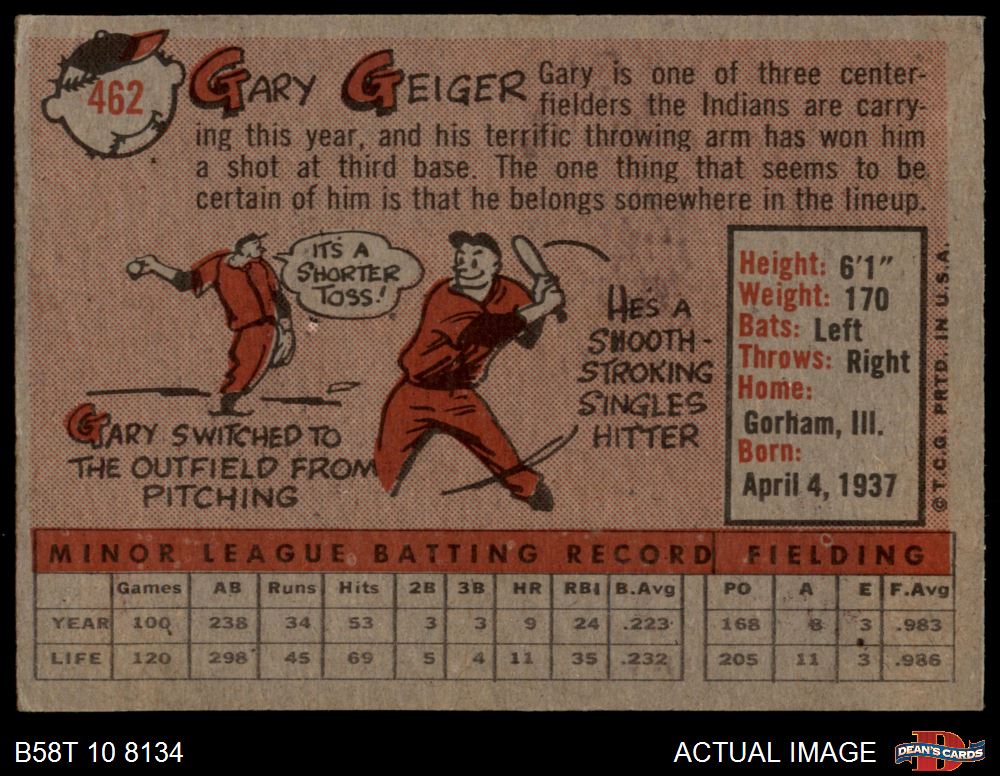 462
GARY GEIGER
Gary is one of three center-
fielders the Indians are carry-
ing this year, and his terrific throwing arm has won him
a shot at third base. The one thing that seems to be
certain of him is that he belongs somewhere in the lineup.
IT'S A
SHORTER
TOSS!
GARY SWITCHED TO
THE OUTFIELD FROM
PITCHING
HE'S A
SMOOTH-
STROKING
SINGLES
HITTER
Height: 6'1"
Weight: 170
Bats: Left
Throws: Right
Home:
Gorham, Ill.
Born:
April 4, 1937
© T.C.G. PRTD. IN U.S.A.
MINOR LEAGUE BATTING RECORD FIELDING
Games AB Runs Hits 2B 3B HR RBI B.Avg PO A E F.Avg
YEAR 100 238 34 53 3 3 9 24 .223 168 8 3 .983
LIFE 120 298 45 69 5 4 11 35 .232 205 11 3 .986
B58T 10 8134 ACTUAL IMAGE D DEAN'S CARDS